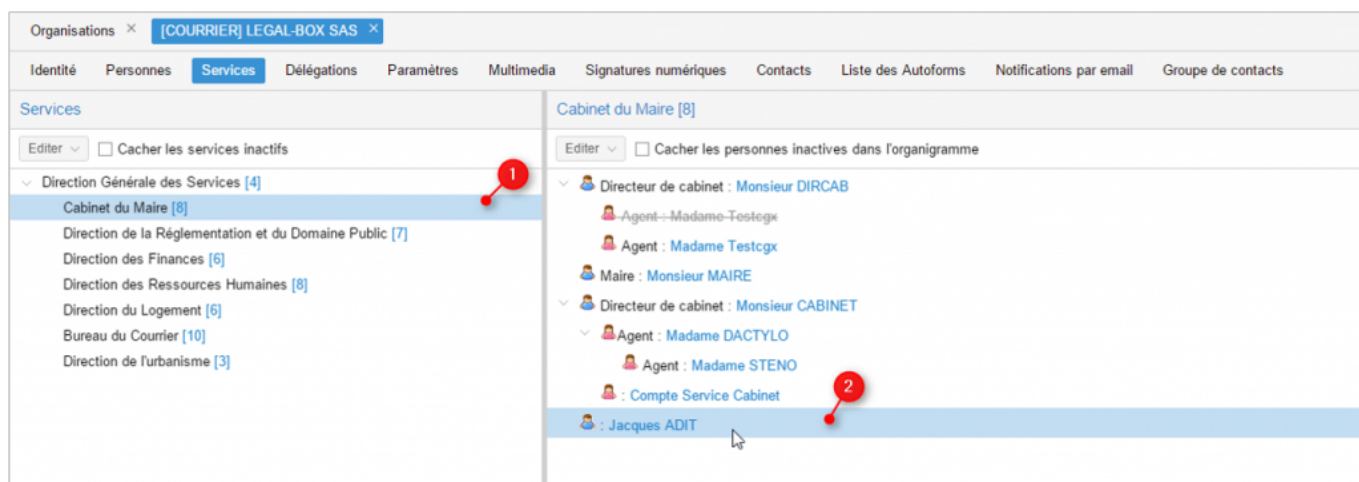 Organisations × [COURRIER] LEGAL-BOX SAS ×
Identité Personnes Services Délégations Paramètres Multimedia Signatures numériques Contacts Liste des Autoforms Notifications par email Groupe de contacts
Services
Editer Cacher les services inactifs
Direction Générale des Services [4]
1
Cabinet du Maire [8]
Direction de la Réglementation et du Domaine Public [7]
Direction des Finances [6]
Direction des Ressources Humaines [8]
Direction du Logement [6]
Bureau du Courrier [10]
Direction de l'urbanisme [3]
Cabinet du Maire [8]
Editer Cacher les personnes inactives dans l'organigramme
Directeur de cabinet : Monsieur DIRCAB
Agent : Madame Testcgx
Agent : Madame Testcgx
Maire : Monsieur MAIRE
Directeur de cabinet : Monsieur CABINET
Agent : Madame DACTYLO
Agent : Madame STENO
: Compte Service Cabinet
2
: Jacques ADIT